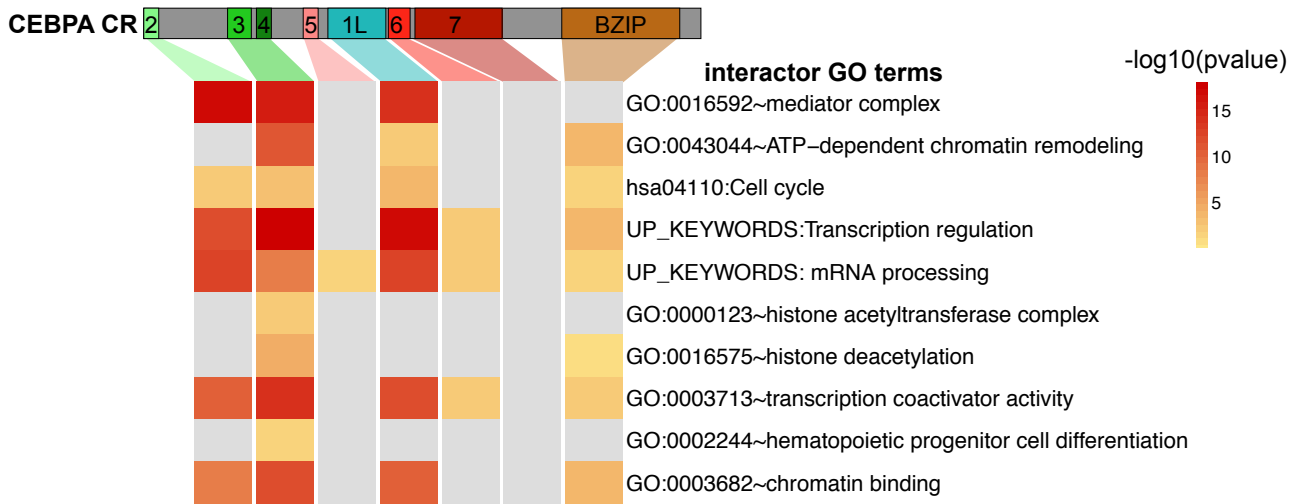 CEBPA CR 2 3 4 5 1L 6 7 BZIP
interactor GO terms
-log10(pvalue)
GO:0016592~mediator complex
GO:0043044~ATP−dependent chromatin remodeling
hsa04110:Cell cycle
UP_KEYWORDS:Transcription regulation
UP_KEYWORDS: mRNA processing
GO:0000123~histone acetyltransferase complex
GO:0016575~histone deacetylation
GO:0003713~transcription coactivator activity
GO:0002244~hematopoietic progenitor cell differentiation
GO:0003682~chromatin binding
15
10
5